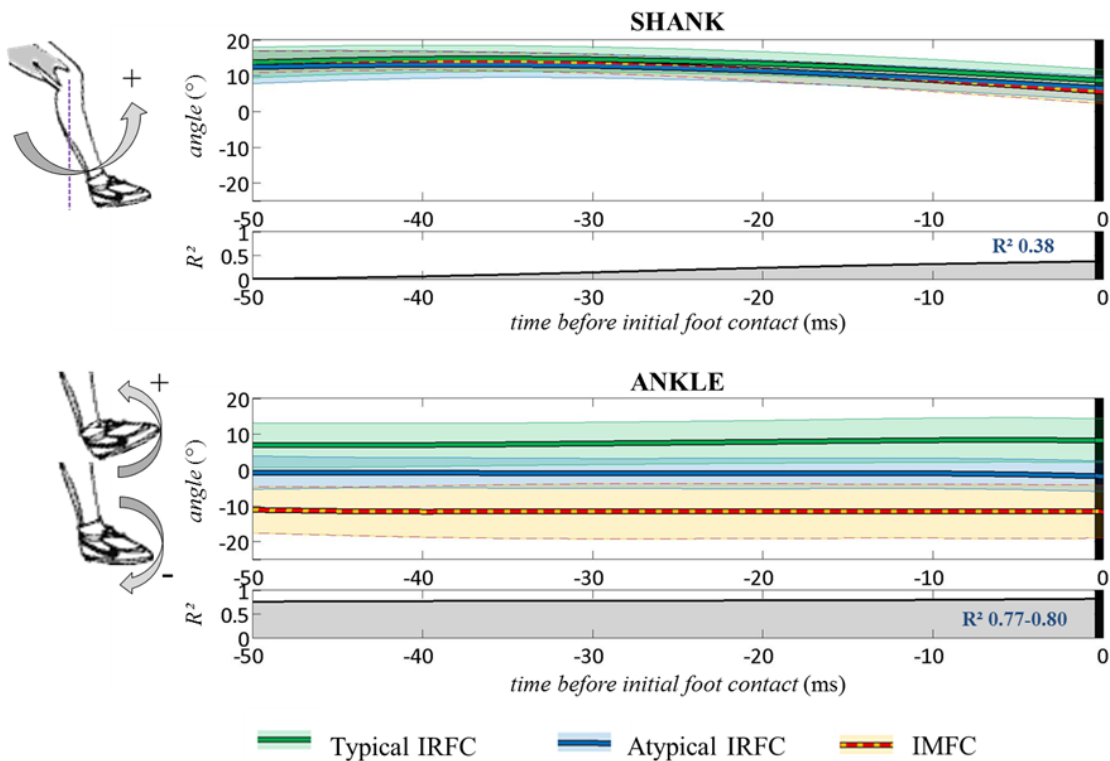 SHANK
+
angle (°)
20
10
0
-10
-20
-50 -40 -30 -20 -10 0
R²
1
0.5
0
R² 0.38
-50 -40 -30 -20 -10 0
time before initial foot contact (ms)
ANKLE
+
-
angle (°)
20
10
0
-10
-20
-50 -40 -30 -20 -10 0
R²
1
0.5
0
R² 0.77-0.80
-50 -40 -30 -20 -10 0
time before initial foot contact (ms)
Typical IRFC Atypical IRFC IMFC